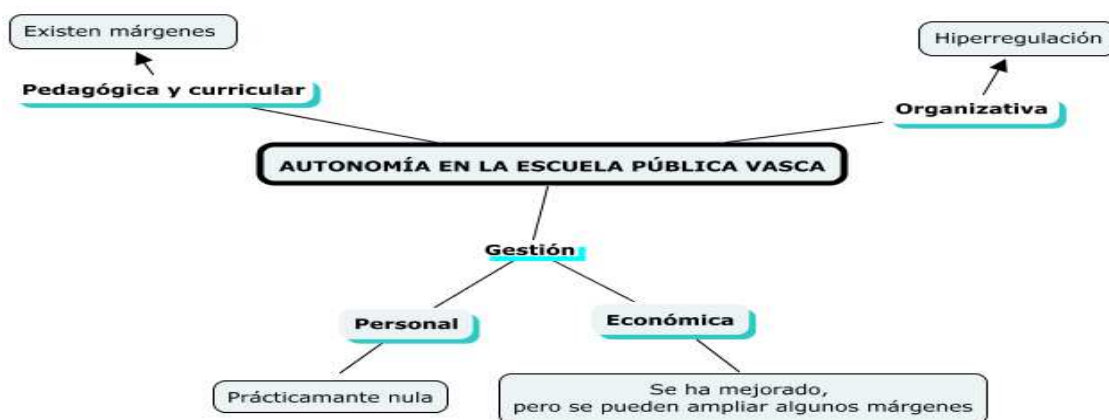 Existen márgenes
Hiperregulación
Pedagógica y curricular
Organizativa
AUTONOMÍA EN LA ESCUELA PÚBLICA VASCA
Gestión
Personal
Económica
Prácticamante nula
Se ha mejorado,
pero se pueden ampliar algunos márgenes